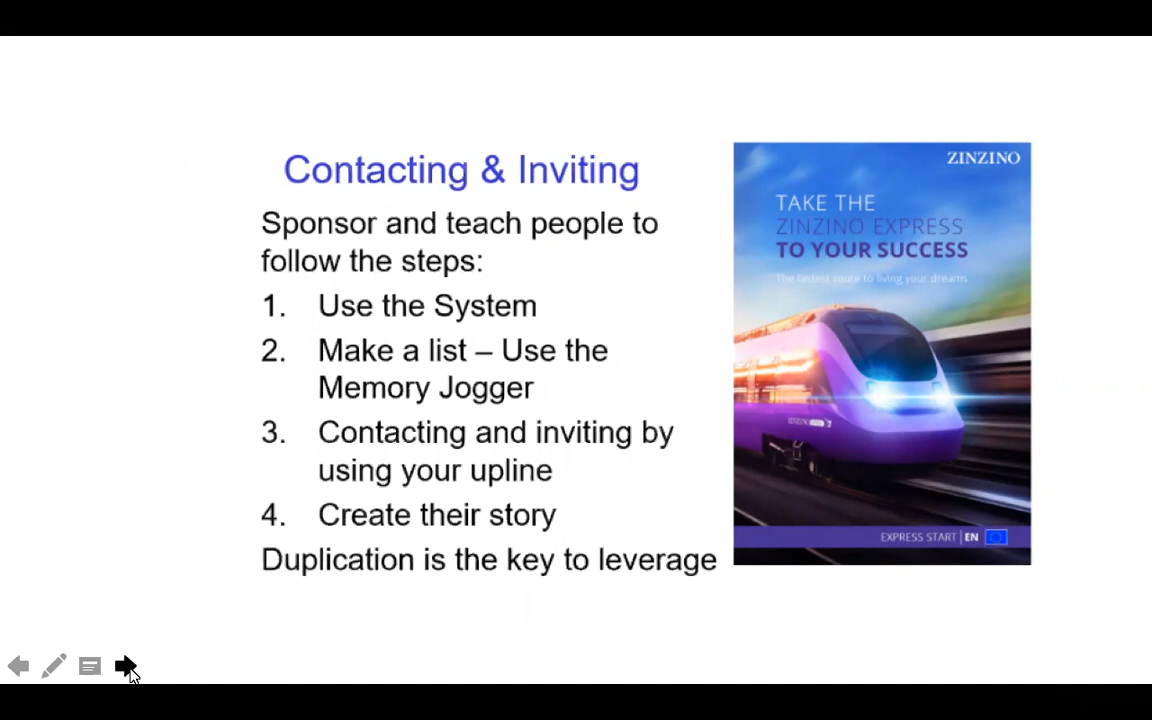 Contacting & Inviting
Sponsor and teach people to
follow the steps:
1. Use the System
2. Make a list – Use the
Memory Jogger
3. Contacting and inviting by
using your upline
4. Create their story
Duplication is the key to leverage
ZINZINO
TAKE THE
ZINZINO EXPRESS
TO YOUR SUCCESS
The fastest route to living your dreams
EXPRESS START | EN